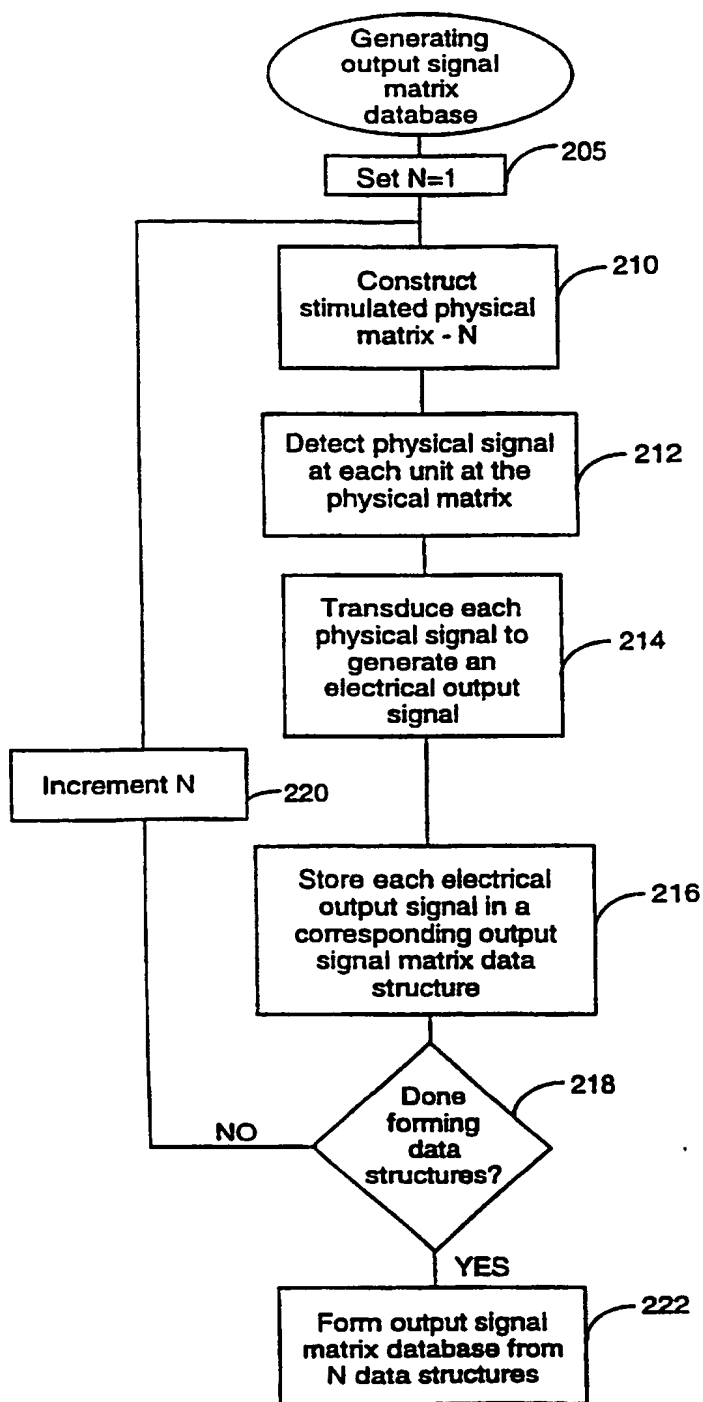 Generating
output signal
matrix
database
205
Set N=1
210
Construct
stimulated physical
matrix - N
Detect physical signal
at each unit at the
physical matrix
212
Transduce each
physical signal to
generate an
electrical output
signal
214
Increment N
220
Store each electrical
output signal in a
corresponding output
signal matrix data
structure
216
218
Done
forming
data
structures?
NO
YES
222
Form output signal
matrix database from
N data structures